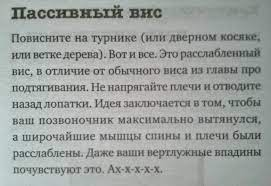 Пассивный вис
Повисните на турнике (или дверном косяке,
или ветке дерева). Вот и все. Это расслабленный
вис, в отличие от обычного виса из главы про
подтягивания. Не напрягайте плечи и отводите
назад лопатки. Идея заключается в том, чтобы
ваш позвоночник максимально вытянулся,
а широчайшие мышцы спины и плечи были
расслаблены. Даже ваши вертлужные впадины
почувствуют это. Ах-х-х-х-х.